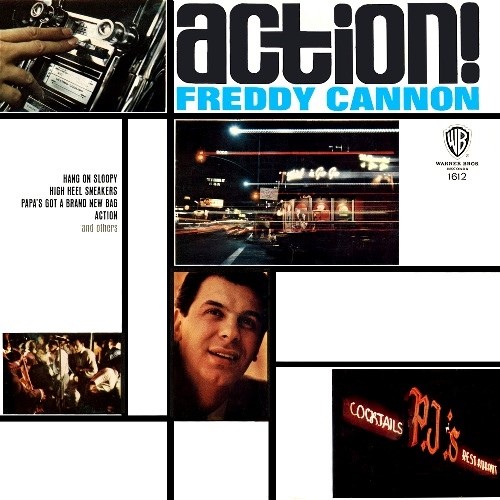 action!
FREDDY CANNON
WB
WARNER BROS
RECORDS
1612
HANG ON SLOOPY
HIGH HEEL SNEAKERS
PAPA'S GOT A BRAND NEW BAG
ACTION
and others
COCKTAILS
P.J.'s
RESTAURANT